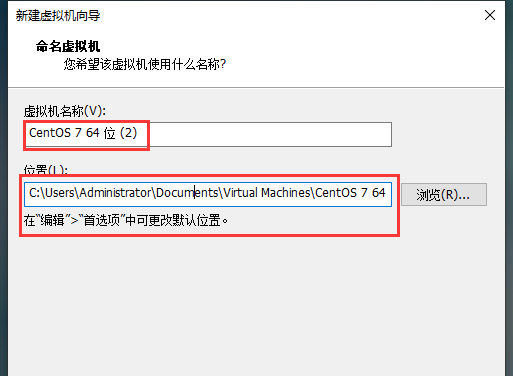 新建虚拟机向导
命名虚拟机
您希望该虚拟机使用什么名称?
虚拟机名称(V):
CentOS 7 64 位 (2)
位置(L):
C:\Users\Administrator\Documents\Virtual Machines\CentOS 7 64
浏览(R)...
在“编辑”>“首选项”中可更改默认位置。